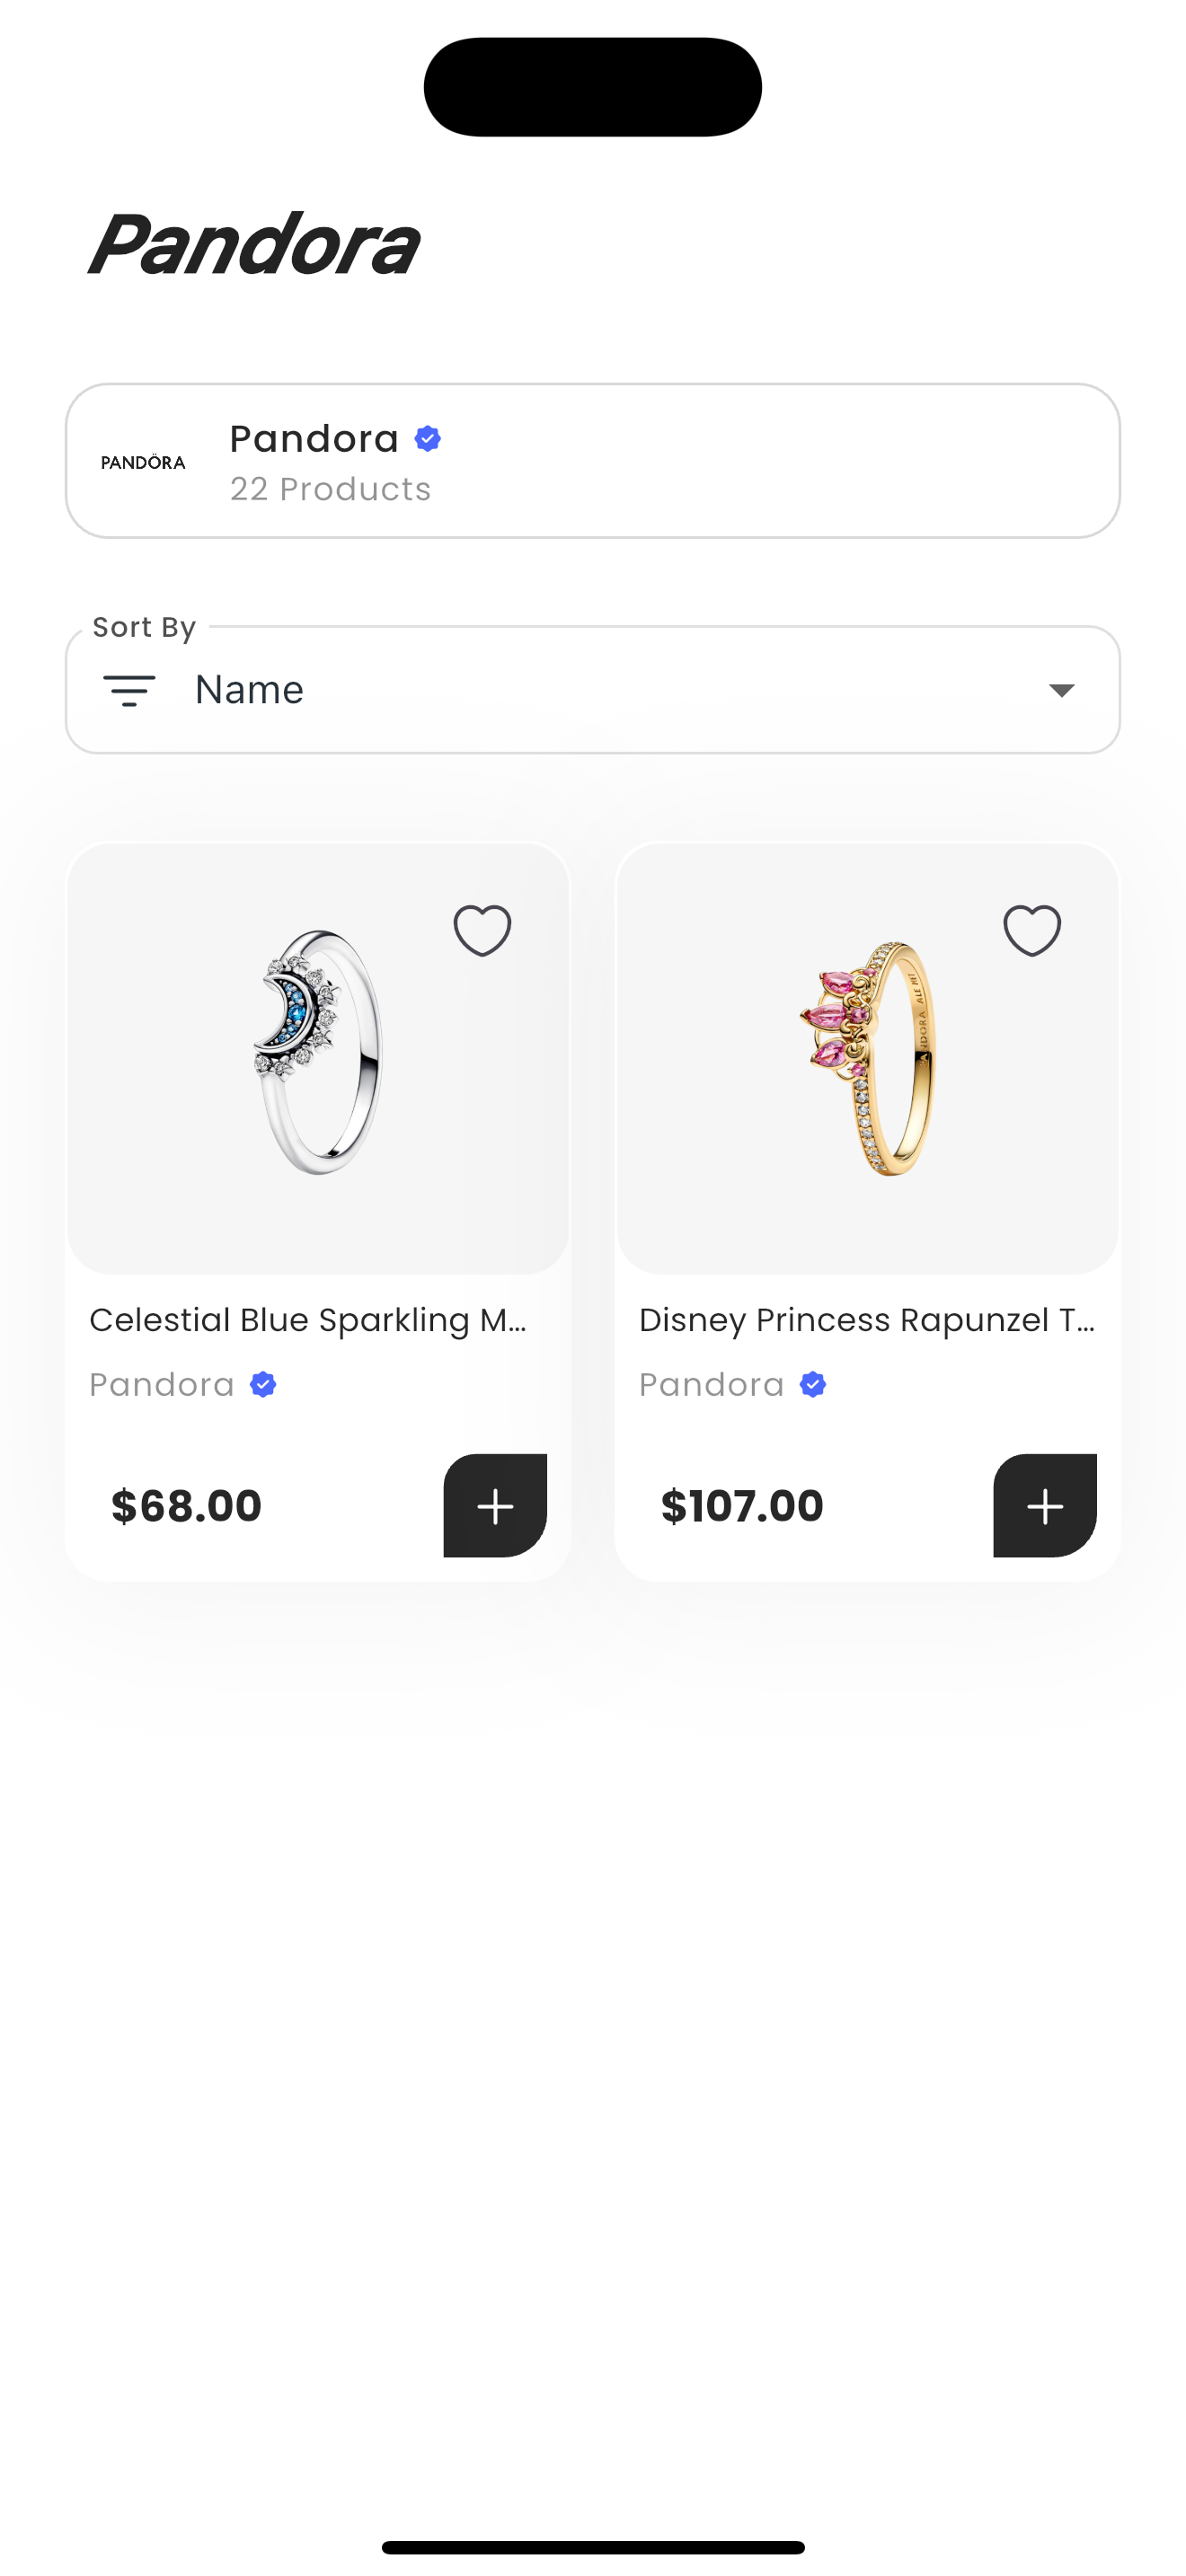 Pandora
PANDÖRA
Pandora
22 Products
Sort By
Name
Celestial Blue Sparkling M...
Disney Princess Rapunzel T...
Pandora
Pandora
$68.00
$107.00